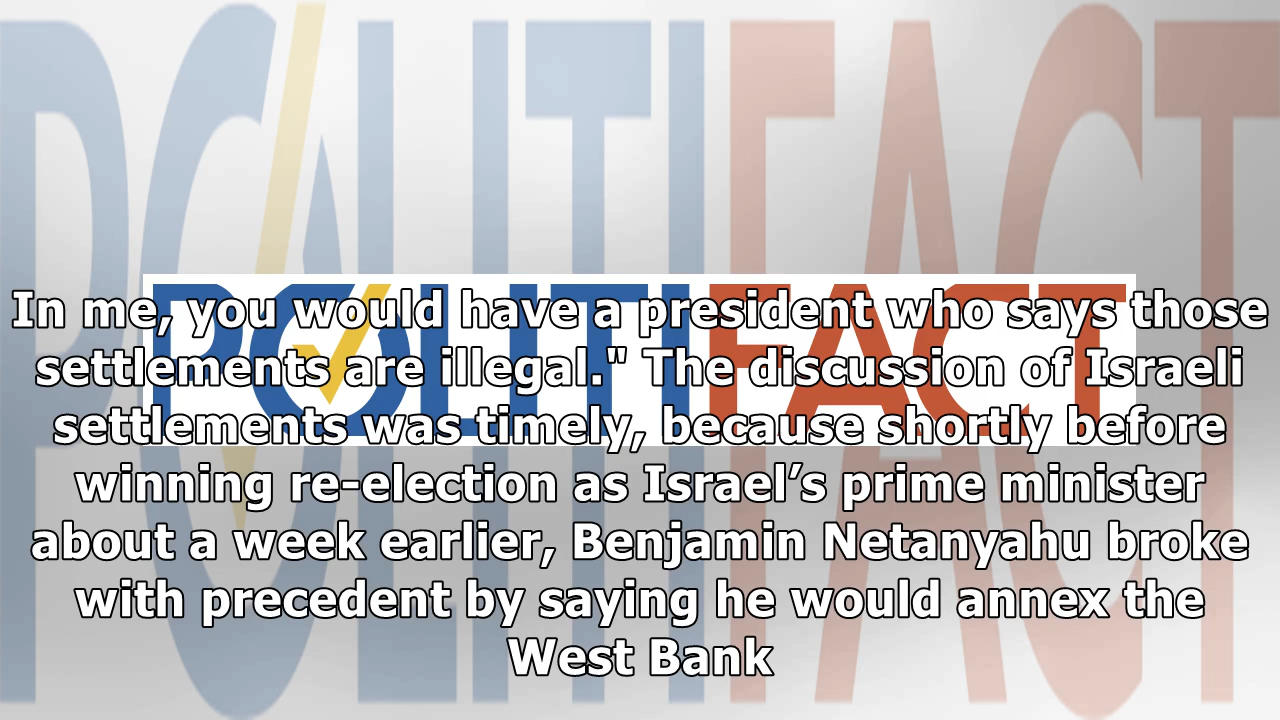 POLITIFACT
POLITIFACT
In me, you would have a president who says those
settlements are illegal." The discussion of Israeli
settlements was timely, because shortly before
winning re-election as Israel’s prime minister
about a week earlier, Benjamin Netanyahu broke
with precedent by saying he would annex the
West Bank